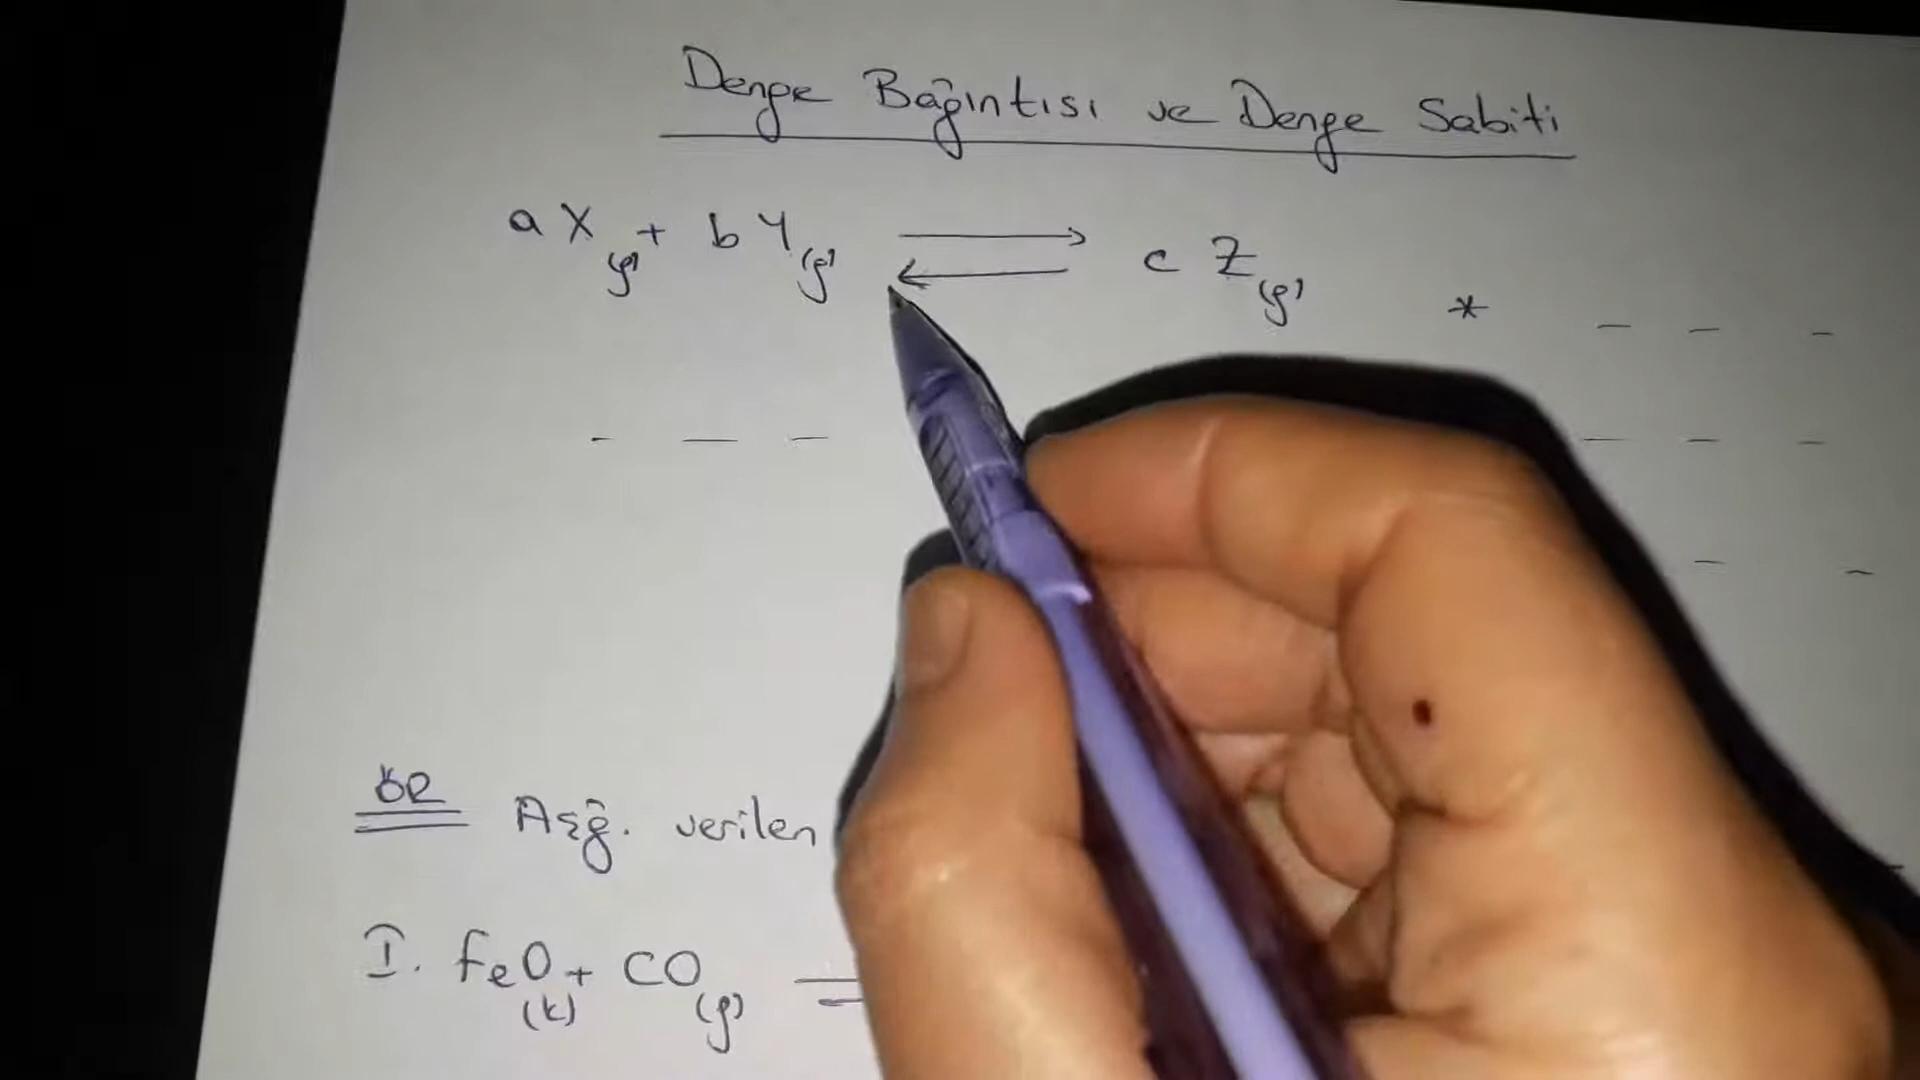 Denge Bağıntısı ve Denge Sabiti
aX(g) + bY(g) ⇌ cZ(g) * — — —
- — — — — —
— —
ÖR Aşğ. verilen
I. FeO(k) + CO(g) =